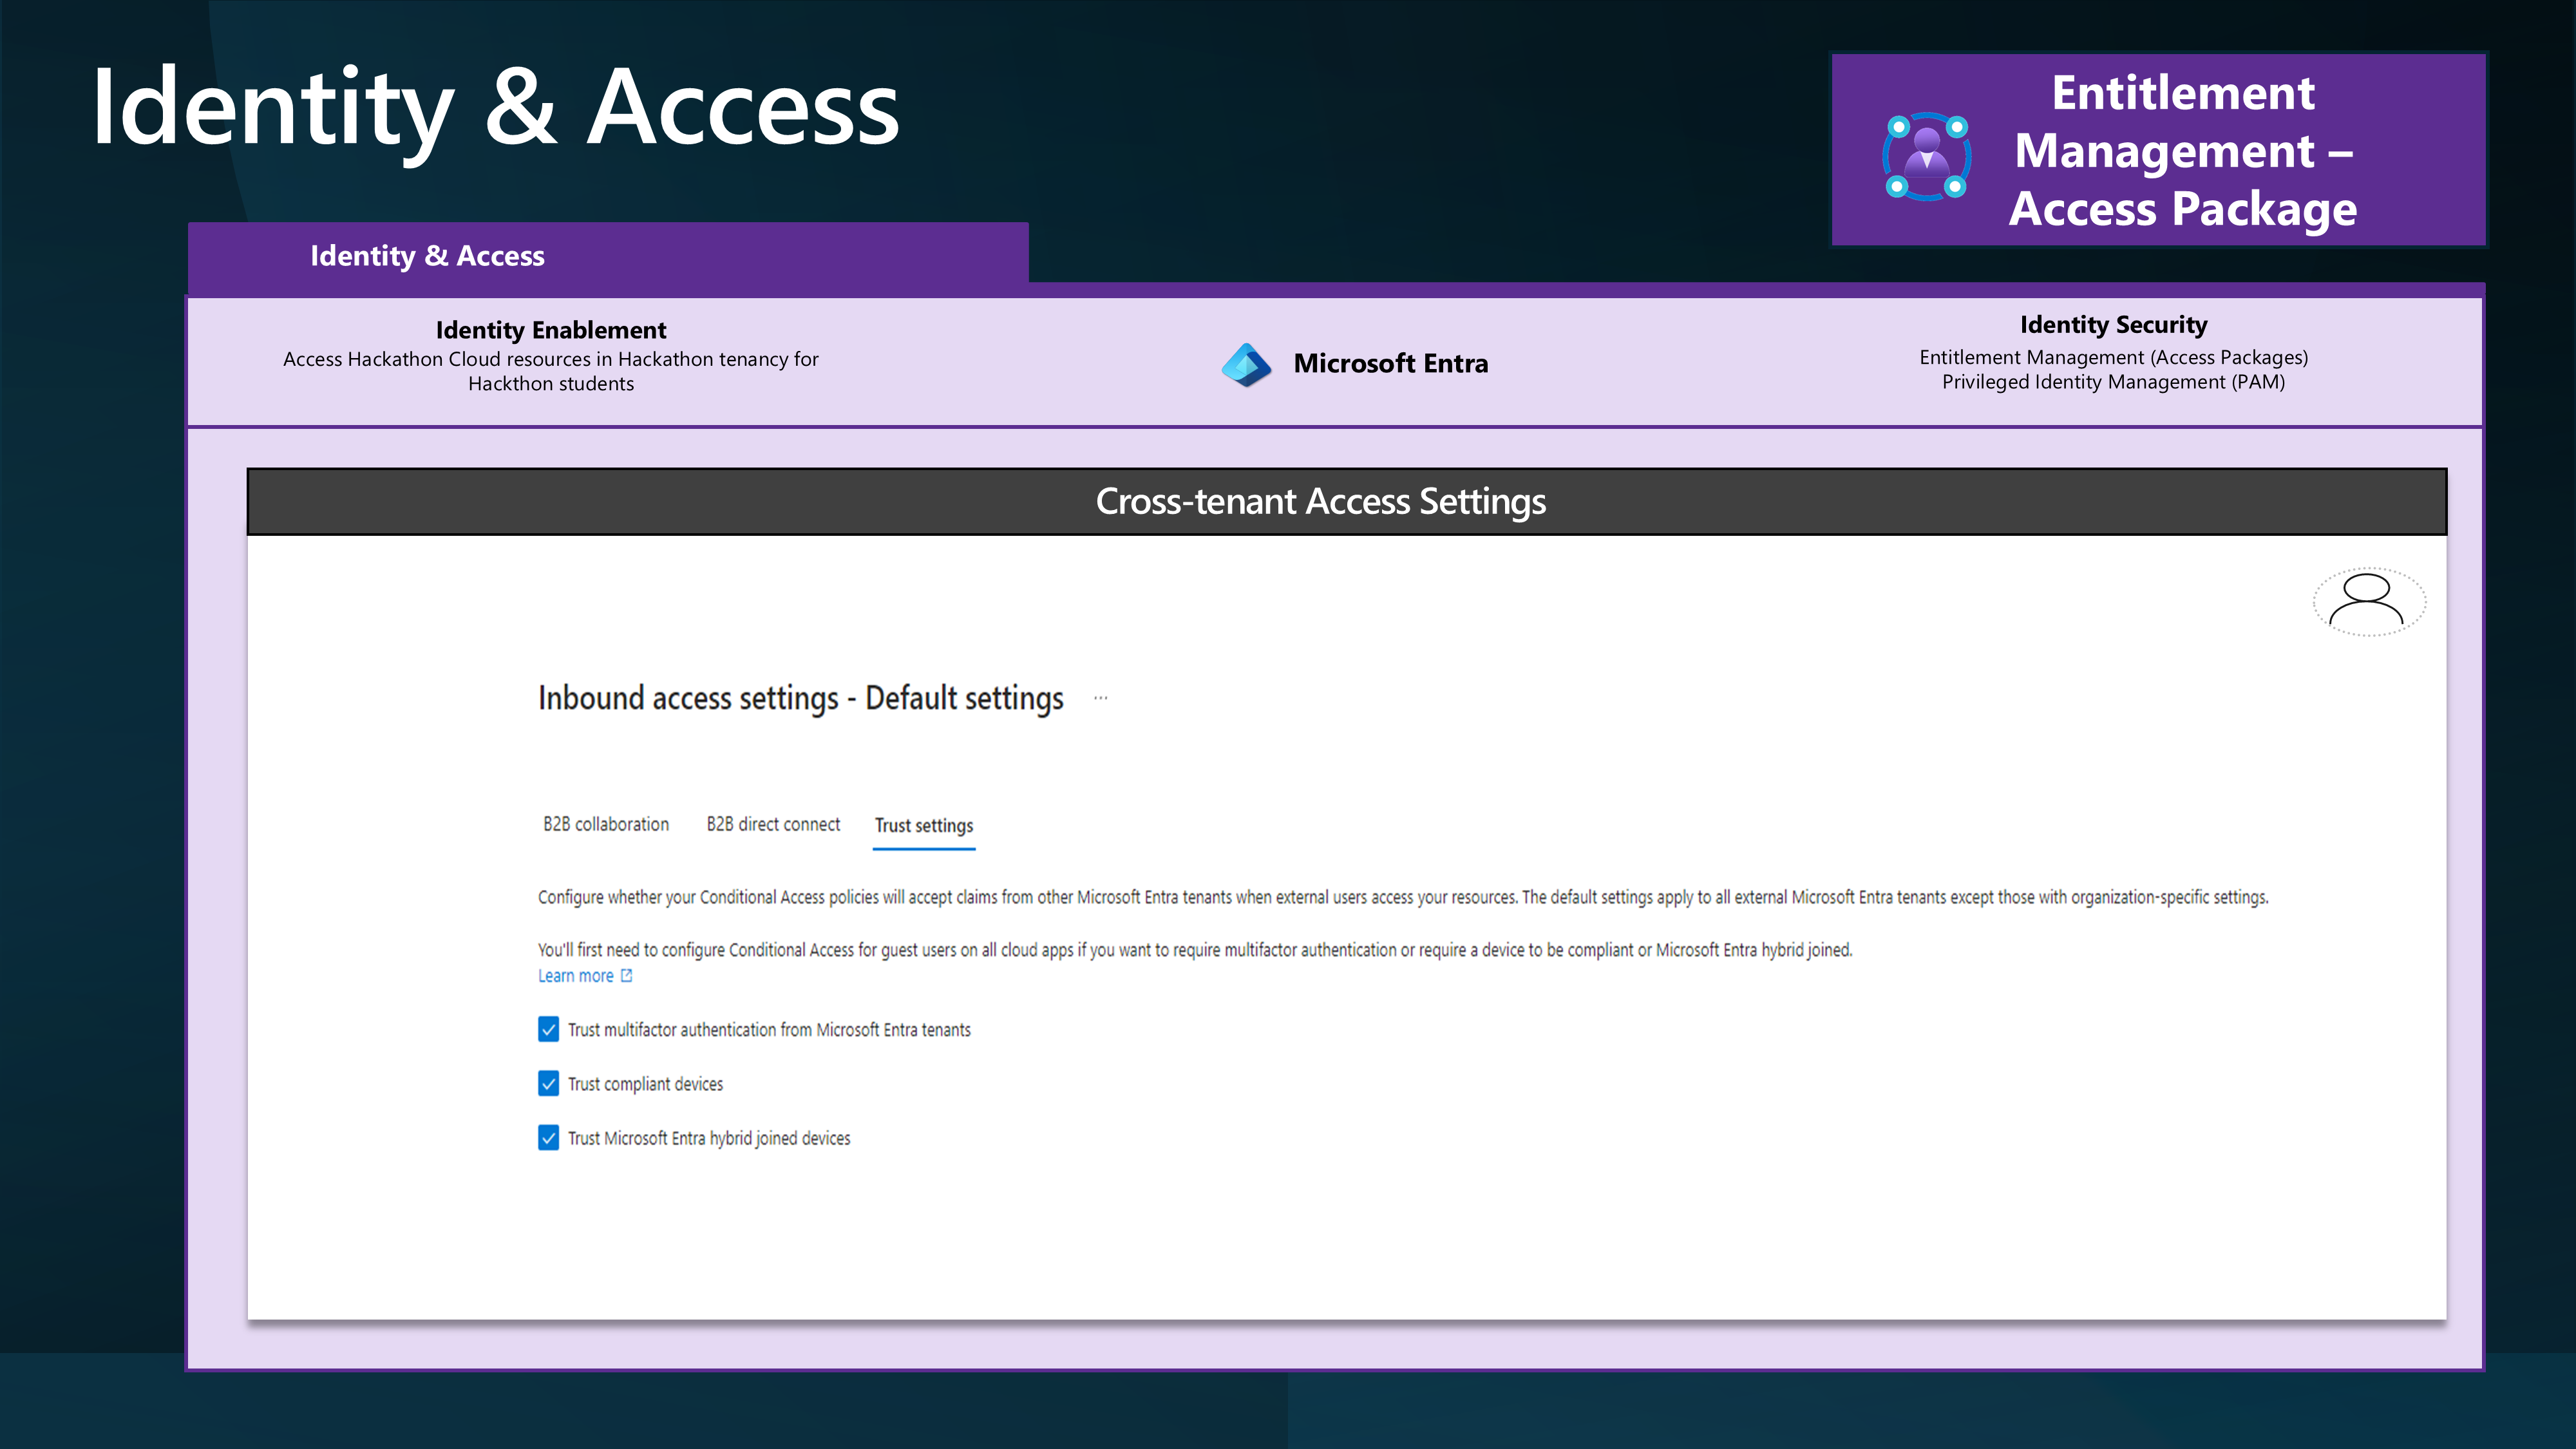 Identity & Access
Entitlement
Management –
Access Package
Identity & Access
Identity Enablement
Access Hackathon Cloud resources in Hackathon tenancy for
Hackthon students
Microsoft Entra
Identity Security
Entitlement Management (Access Packages)
Privileged Identity Management (PAM)
Cross-tenant Access Settings
Inbound access settings - Default settings ...
B2B collaboration B2B direct connect Trust settings
Configure whether your Conditional Access policies will accept claims from other Microsoft Entra tenants when external users access your resources. The default settings apply to all external Microsoft Entra tenants except those with organization-specific settings.
You'll first need to configure Conditional Access for guest users on all cloud apps if you want to require multifactor authentication or require a device to be compliant or Microsoft Entra hybrid joined.
Learn more
Trust multifactor authentication from Microsoft Entra tenants
Trust compliant devices
Trust Microsoft Entra hybrid joined devices